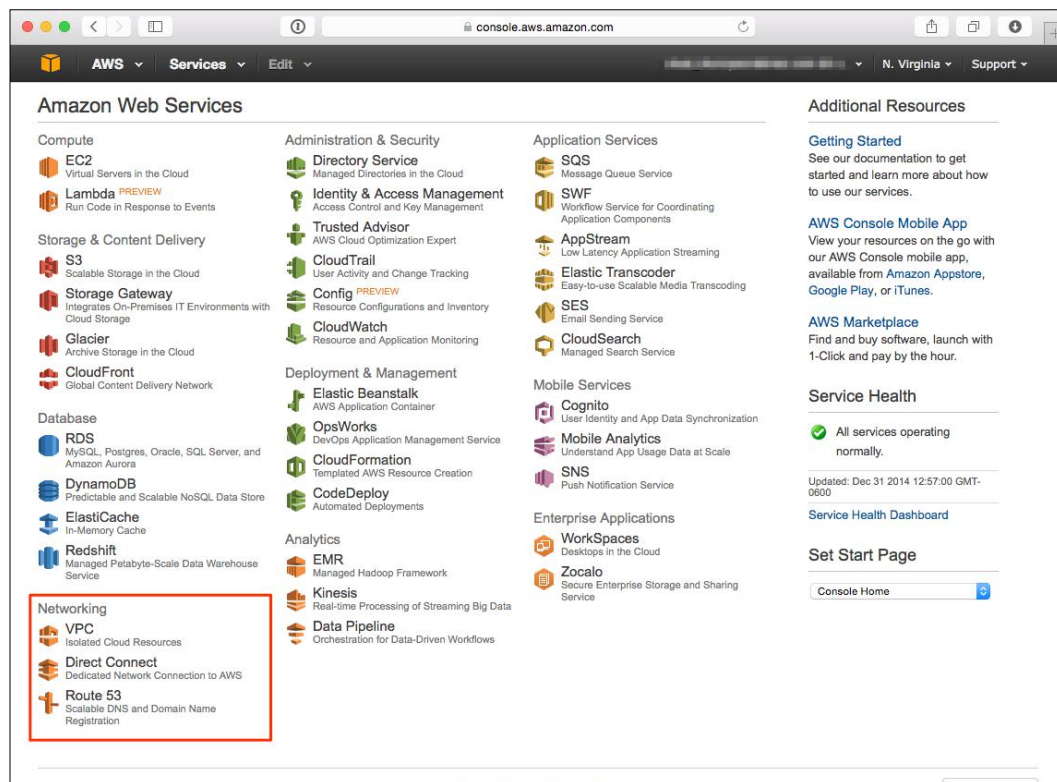 console.aws.amazon.com
AWS Services Edit N. Virginia Support
Amazon Web Services
Compute
EC2
Virtual Servers in the Cloud
Lambda PREVIEW
Run Code in Response to Events
Storage & Content Delivery
S3
Scalable Storage in the Cloud
Storage Gateway
Integrates On-Premises IT Environments with
Cloud Storage
Glacier
Archive Storage in the Cloud
CloudFront
Global Content Delivery Network
Database
RDS
MySQL, Postgres, Oracle, SQL Server, and
Amazon Aurora
DynamoDB
Predictable and Scalable NoSQL Data Store
ElastiCache
In-Memory Cache
Redshift
Managed Petabyte-Scale Data Warehouse
Service
Networking
VPC
Isolated Cloud Resources
Direct Connect
Dedicated Network Connection to AWS
Route 53
Scalable DNS and Domain Name
Registration
Administration & Security
Directory Service
Managed Directories in the Cloud
Identity & Access Management
Access Control and Key Management
Trusted Advisor
AWS Cloud Optimization Expert
CloudTrail
User Activity and Change Tracking
Config PREVIEW
Resource Configurations and Inventory
CloudWatch
Resource and Application Monitoring
Deployment & Management
Elastic Beanstalk
AWS Application Container
OpsWorks
DevOps Application Management Service
CloudFormation
Templated AWS Resource Creation
CodeDeploy
Automated Deployments
Analytics
EMR
Managed Hadoop Framework
Kinesis
Real-time Processing of Streaming Big Data
Data Pipeline
Orchestration for Data-Driven Workflows
Application Services
SQS
Message Queue Service
SWF
Workflow Service for Coordinating
Application Components
AppStream
Low Latency Application Streaming
Elastic Transcoder
Easy-to-use Scalable Media Transcoding
SES
Email Sending Service
CloudSearch
Managed Search Service
Mobile Services
Cognito
User Identity and App Data Synchronization
Mobile Analytics
Understand App Usage Data at Scale
SNS
Push Notification Service
Enterprise Applications
WorkSpaces
Desktops in the Cloud
Zocalo
Secure Enterprise Storage and Sharing
Service
Additional Resources
Getting Started
See our documentation to get
started and learn more about how
to use our services.
AWS Console Mobile App
View your resources on the go with
our AWS Console mobile app,
available from Amazon Appstore,
Google Play, or iTunes.
AWS Marketplace
Find and buy software, launch with
1-Click and pay by the hour.
Service Health
All services operating
normally.
Updated: Dec 31 2014 12:57:00 GMT-
0600
Service Health Dashboard
Set Start Page
Console Home